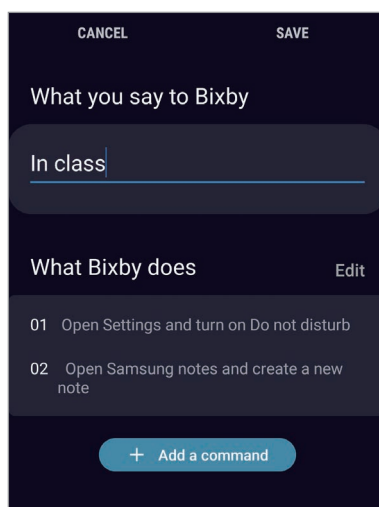 CANCEL SAVE
What you say to Bixby
In class
What Bixby does Edit
01 Open Settings and turn on Do not disturb
02 Open Samsung notes and create a new
note
+ Add a command